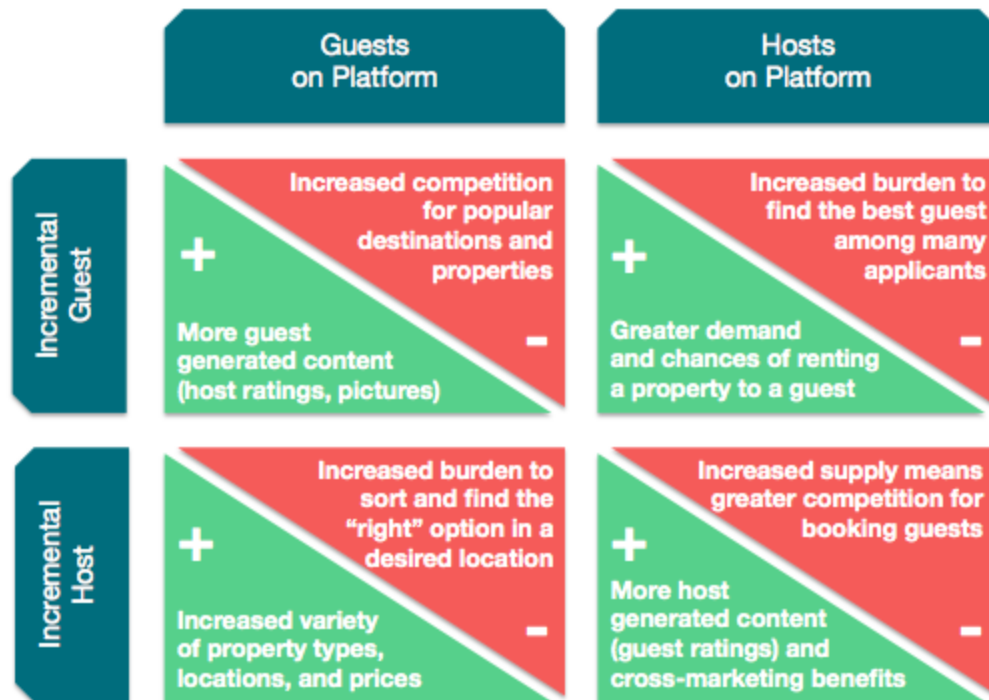 Guests
on Platform
Hosts
on Platform
Incremental
Guest
Increased competition
for popular
destinations and
properties
+
-
More guest
generated content
(host ratings, pictures)
Increased burden to
find the best guest
among many
applicants
+
-
Greater demand
and chances of renting
a property to a guest
Incremental
Host
Increased burden to
sort and find the
“right” option in a
desired location
+
-
Increased variety
of property types,
locations, and prices
Increased supply means
greater competition for
booking guests
+
-
More host
generated content
(guest ratings) and
cross-marketing benefits